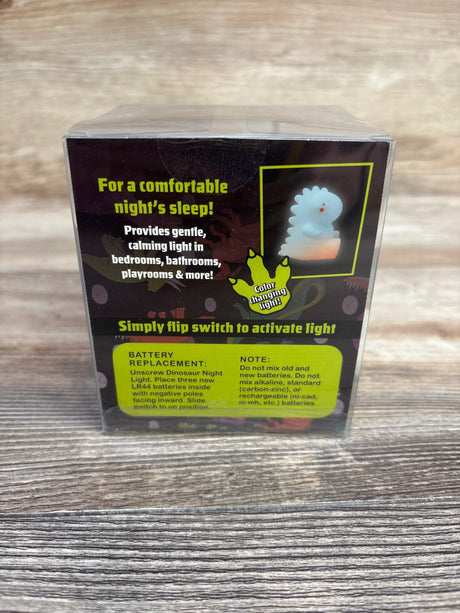 For a comfortable
night's sleep!
Provides gentle,
calming light in
bedrooms, bathrooms,
playrooms & more!
Color
changing
light!
Simply flip switch to activate light
BATTERY
REPLACEMENT:
Unscrew Dinosaur Night
Light. Place three new
LR44 batteries inside
with negative poles
facing inward. Slide
switch to on position.
NOTE:
Do not mix old and
new batteries. Do not
mix alkaline, standard
(carbon-zinc), or
rechargeable (ni-cad,
ni-mh, etc.) batteries.